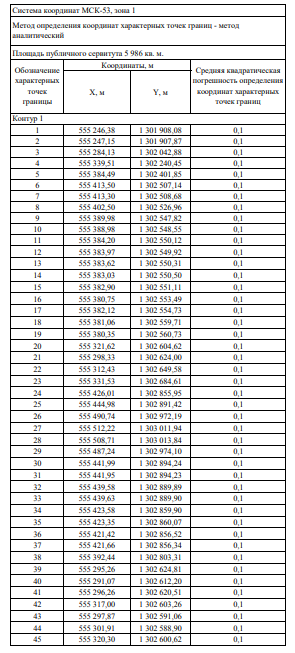 Система координат МСК-53, зона 1
Метод определения координат характерных точек границ - метод
аналитический
Площадь публичного сервитута 5 986 кв. м.
Обозначение характерных точек границы
Координаты, м
Средняя квадратическая погрешность определения координат характерных точек границ
X, м Y, м
Контур 1
1 555 246,38 1 301 908,08 0,1
2 555 247,15 1 301 907,87 0,1
3 555 284,13 1 302 042,88 0,1
4 555 339,51 1 302 240,45 0,1
5 555 384,49 1 302 401,85 0,1
6 555 413,50 1 302 507,14 0,1
7 555 413,30 1 302 508,68 0,1
8 555 402,50 1 302 526,96 0,1
9 555 389,98 1 302 547,82 0,1
10 555 388,98 1 302 548,55 0,1
11 555 384,20 1 302 550,12 0,1
12 555 383,97 1 302 549,92 0,1
13 555 383,62 1 302 550,31 0,1
14 555 383,03 1 302 550,50 0,1
15 555 382,90 1 302 551,11 0,1
16 555 380,75 1 302 553,49 0,1
17 555 382,12 1 302 554,73 0,1
18 555 381,06 1 302 559,71 0,1
19 555 380,35 1 302 560,73 0,1
20 555 321,62 1 302 604,62 0,1
21 555 298,33 1 302 624,00 0,1
22 555 312,43 1 302 649,58 0,1
23 555 331,53 1 302 684,61 0,1
24 555 426,01 1 302 855,95 0,1
25 555 444,98 1 302 891,42 0,1
26 555 490,74 1 302 972,19 0,1
27 555 512,22 1 303 011,94 0,1
28 555 508,71 1 303 013,84 0,1
29 555 487,24 1 302 974,10 0,1
30 555 441,99 1 302 894,24 0,1
31 555 441,95 1 302 894,23 0,1
32 555 439,58 1 302 889,89 0,1
33 555 439,63 1 302 889,90 0,1
34 555 423,58 1 302 859,90 0,1
35 555 423,35 1 302 860,07 0,1
36 555 421,42 1 302 856,52 0,1
37 555 421,66 1 302 856,34 0,1
38 555 392,44 1 302 803,31 0,1
39 555 295,26 1 302 624,81 0,1
40 555 291,07 1 302 612,20 0,1
41 555 296,26 1 302 620,51 0,1
42 555 317,00 1 302 603,26 0,1
43 555 297,87 1 302 591,06 0,1
44 555 301,91 1 302 588,90 0,1
45 555 320,30 1 302 600,62 0,1